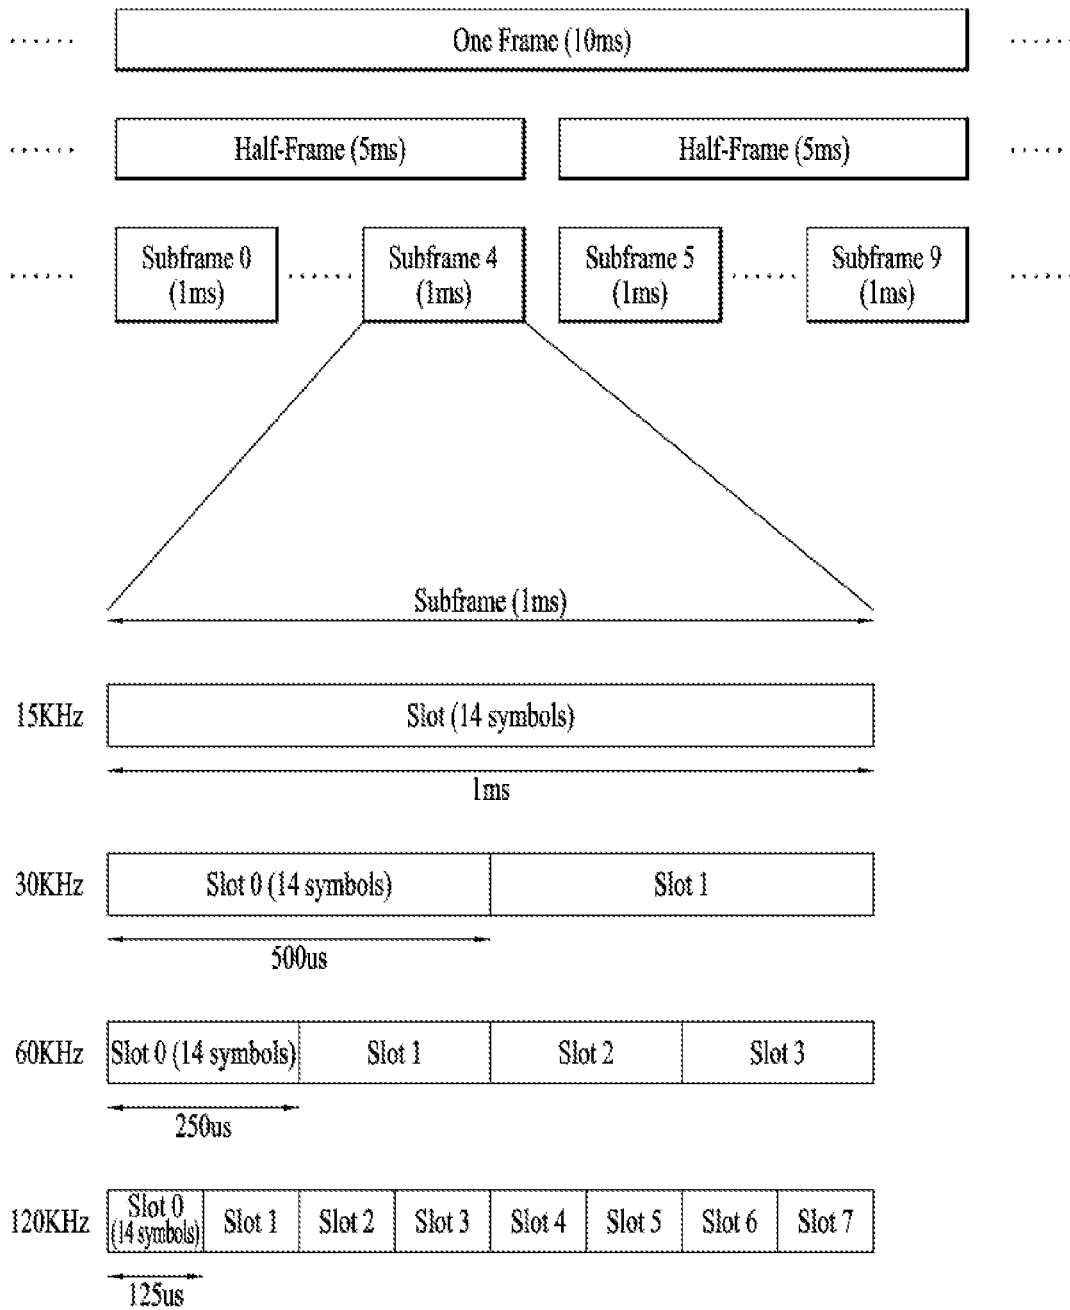 ...... One Frame (10ms) ......
...... Half-Frame (5ms) Half-Frame (5ms) ......
Subframe 0
(1ms)
......
Subframe 4
(1ms)
Subframe 5
(1ms)
......
Subframe 9
(1ms)
......
Subframe (1ms)
15KHz
Slot (14 symbols)
1ms
30KHz
Slot 0 (14 symbols)
Slot 1
500us
60KHz
Slot 0 (14 symbols)
Slot 1
Slot 2
Slot 3
250us
120KHz
Slot 0
(14 symbols)
Slot 1
Slot 2
Slot 3
Slot 4
Slot 5
Slot 6
Slot 7
125us